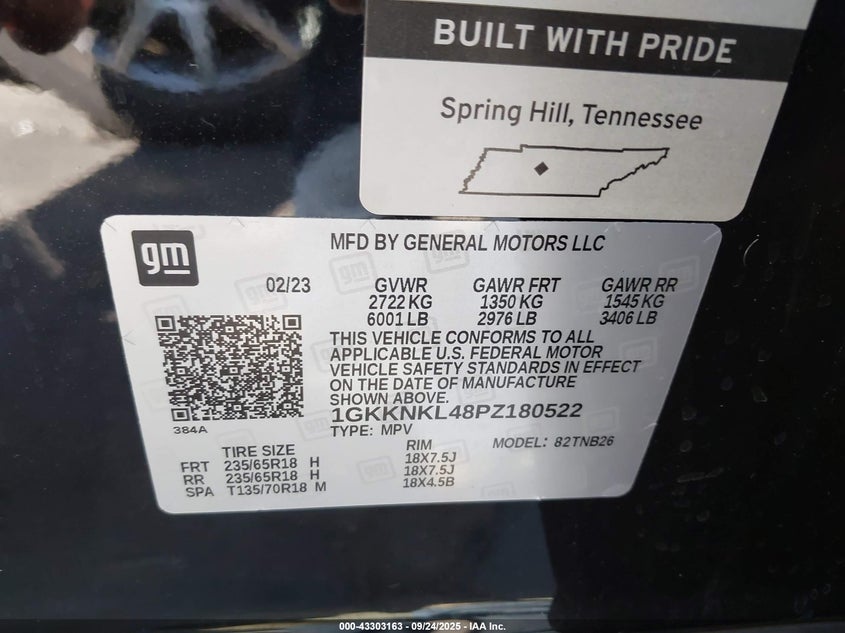 BUILT WITH PRIDE
Spring Hill, Tennessee
gm
MFD BY GENERAL MOTORS LLC
02/23 GVWR GAWR FRT GAWR RR
2722 KG 1350 KG 1545 KG
6001 LB 2976 LB 3406 LB
THIS VEHICLE CONFORMS TO ALL
APPLICABLE U.S. FEDERAL MOTOR
VEHICLE SAFETY STANDARDS IN EFFECT
ON THE DATE OF MANUFACTURE
SHOWN ABOVE.
1GKKNKL48PZ180522
384A
TYPE: MPV MODEL: 82TNB26
TIRE SIZE RIM
FRT 235/65R18 H 18X7.5J
RR 235/65R18 H 18X7.5J
SPA T135/70R18 M 18X4.5B
000-43303163 - 09/24/2025 - IAA Inc.